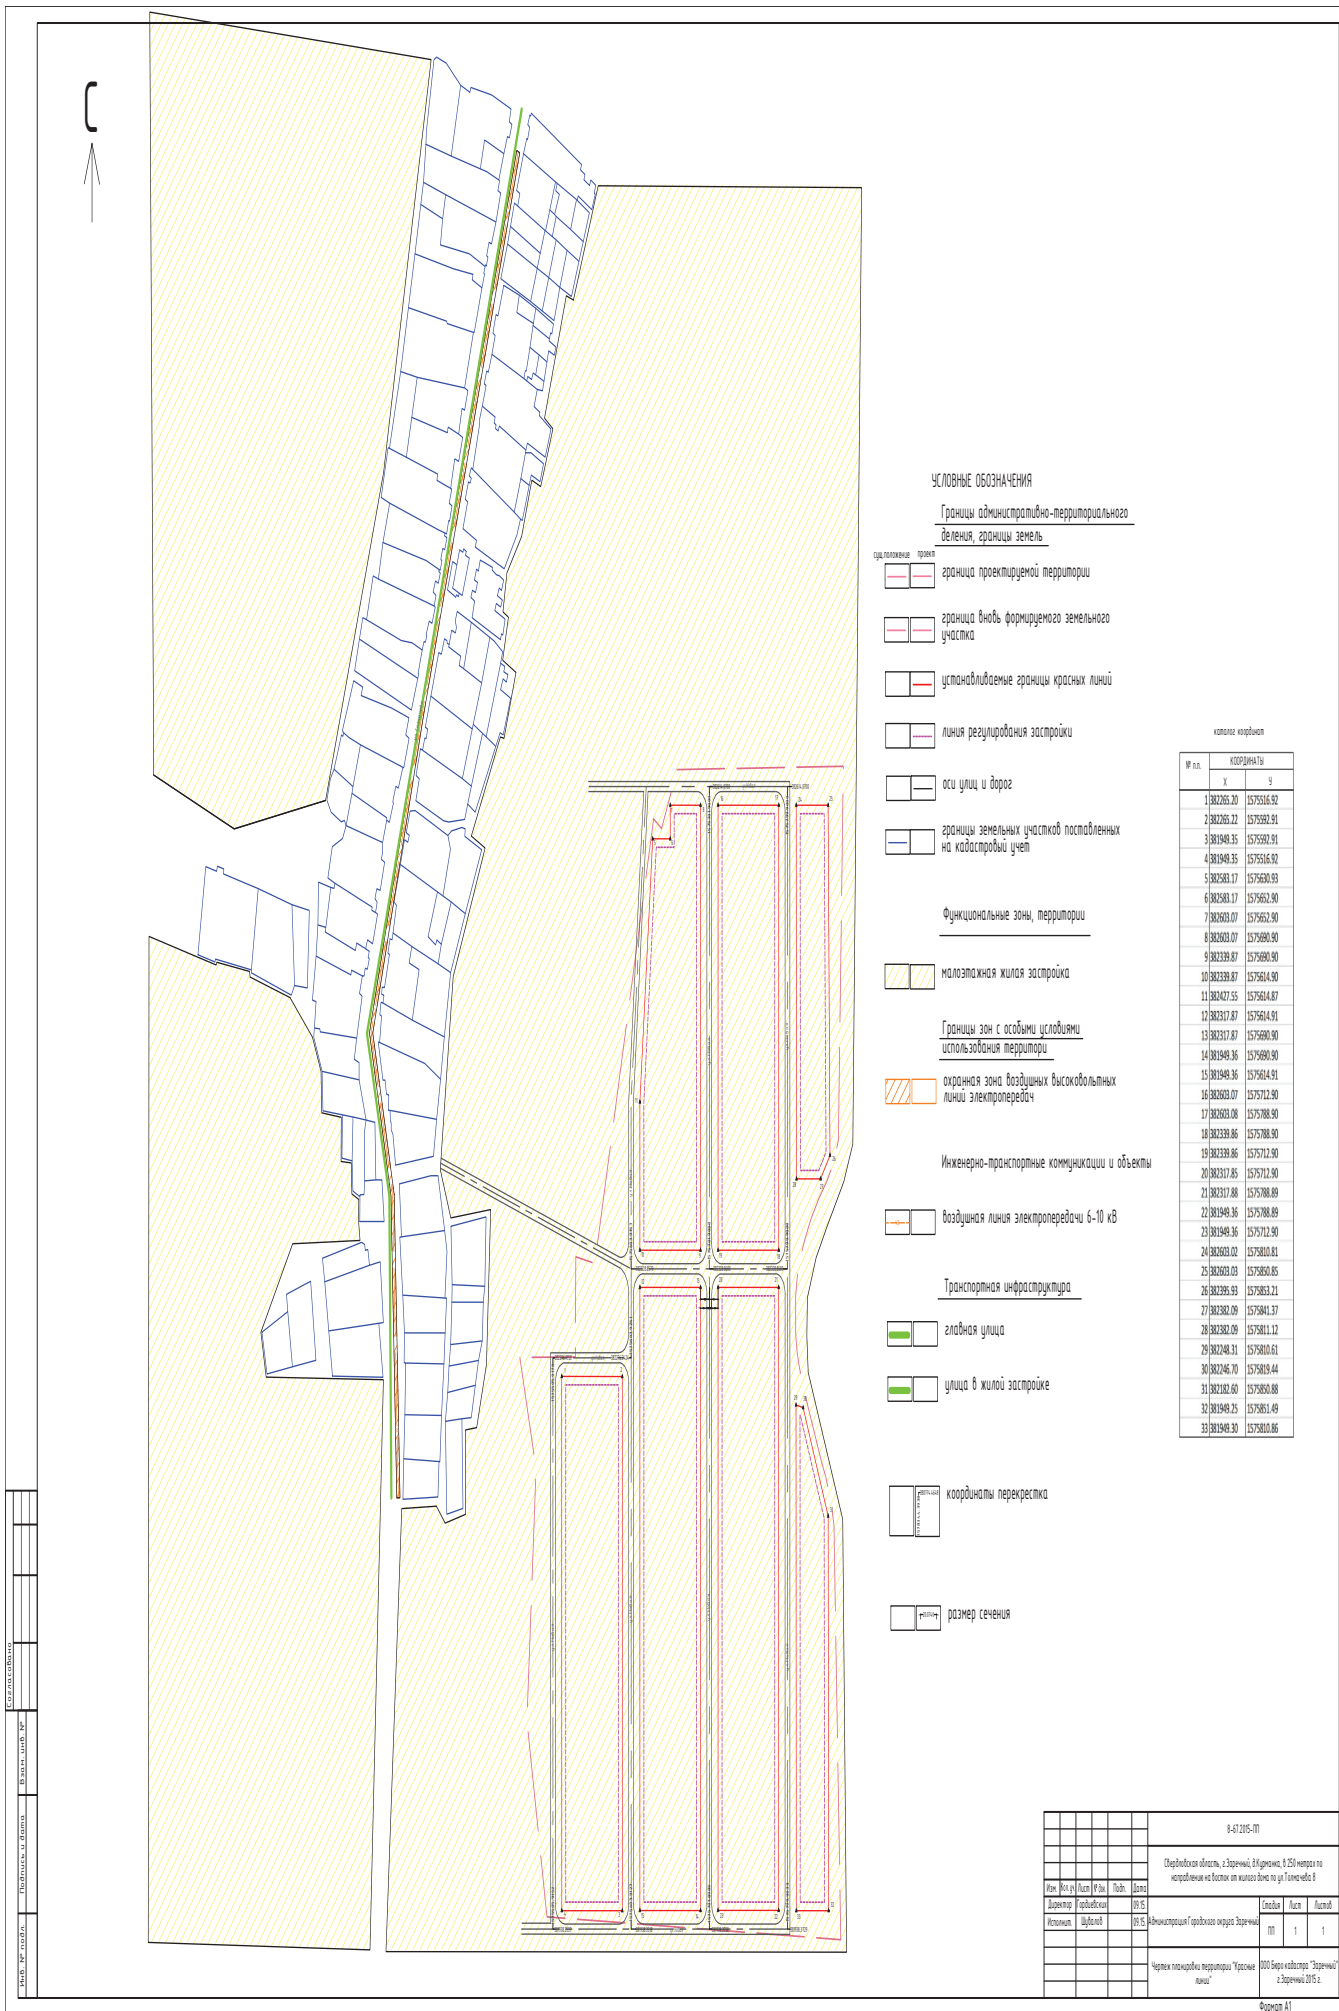 С
УСЛОВНЫЕ ОБОЗНАЧЕНИЯ
Границы административно-территориального
деления, границы земель
сущ.положение проект
граница проектируемой территории
граница вновь формируемого земельного
участка
устанавливаемые границы красных линий
линия регулирования застройки
оси улиц и дорог
границы земельных участков поставленных
на кадастровый учет
Функциональные зоны, территории
малоэтажная жилая застройка
Границы зон с особыми условиями
использования територи
охранная зона воздушных высоковольтных
линий электропередач
Инженерно-транспортные коммуникации и объекты
воздушная линия электропередачи 6-10 кВ
Транспортная инфраструктура
главная улица
улица в жилой застройке
координаты перекрестка
размер сечения
каталог координат
№ п.п. КООРДИНАТЫ
X У
1 382265.20 1575516.92
2 382265.22 1575592.91
3 381949.35 1575592.91
4 381949.35 1575516.92
5 382583.17 1575630.93
6 382583.17 1575652.90
7 382603.07 1575652.90
8 382603.07 1575690.90
9 382339.87 1575690.90
10 382339.87 1575614.90
11 382427.55 1575614.87
12 382317.87 1575614.91
13 382317.87 1575690.90
14 381949.36 1575690.90
15 381949.36 1575614.91
16 382603.07 1575712.90
17 382603.08 1575788.90
18 382339.86 1575788.90
19 382339.86 1575712.90
20 382317.85 1575712.90
21 382317.88 1575788.89
22 381949.36 1575788.89
23 381949.36 1575712.90
24 382603.02 1575810.81
25 382603.03 1575850.85
26 382395.93 1575853.21
27 382382.09 1575841.37
28 382382.09 1575811.12
29 382248.31 1575810.61
30 382246.70 1575819.44
31 382182.60 1575850.88
32 381949.25 1575851.49
33 381949.30 1575810.86
Согласовано
Взам. инв. №
Подпись и дата
Инв. № подл.
8-67.2015-ПП
Свердловская область, г.Заречный, д.Курманка, в 250 метрах по
направлению на восток от жилого дома по ул.Толмачева 8
Изм. Кол.уч Лист № док. Подп. Дата
Директор Гордиевских 09.15.
Исполнит. Шувалов 09.15.
Администрация Городского округа Заречный
Стадия Лист Листов
ПП 1 1
Чертеж планировки территории "Красные
линии"
ООО Бюро кадастра "Заречный"
г.Заречный 2015 г.
Формат А1